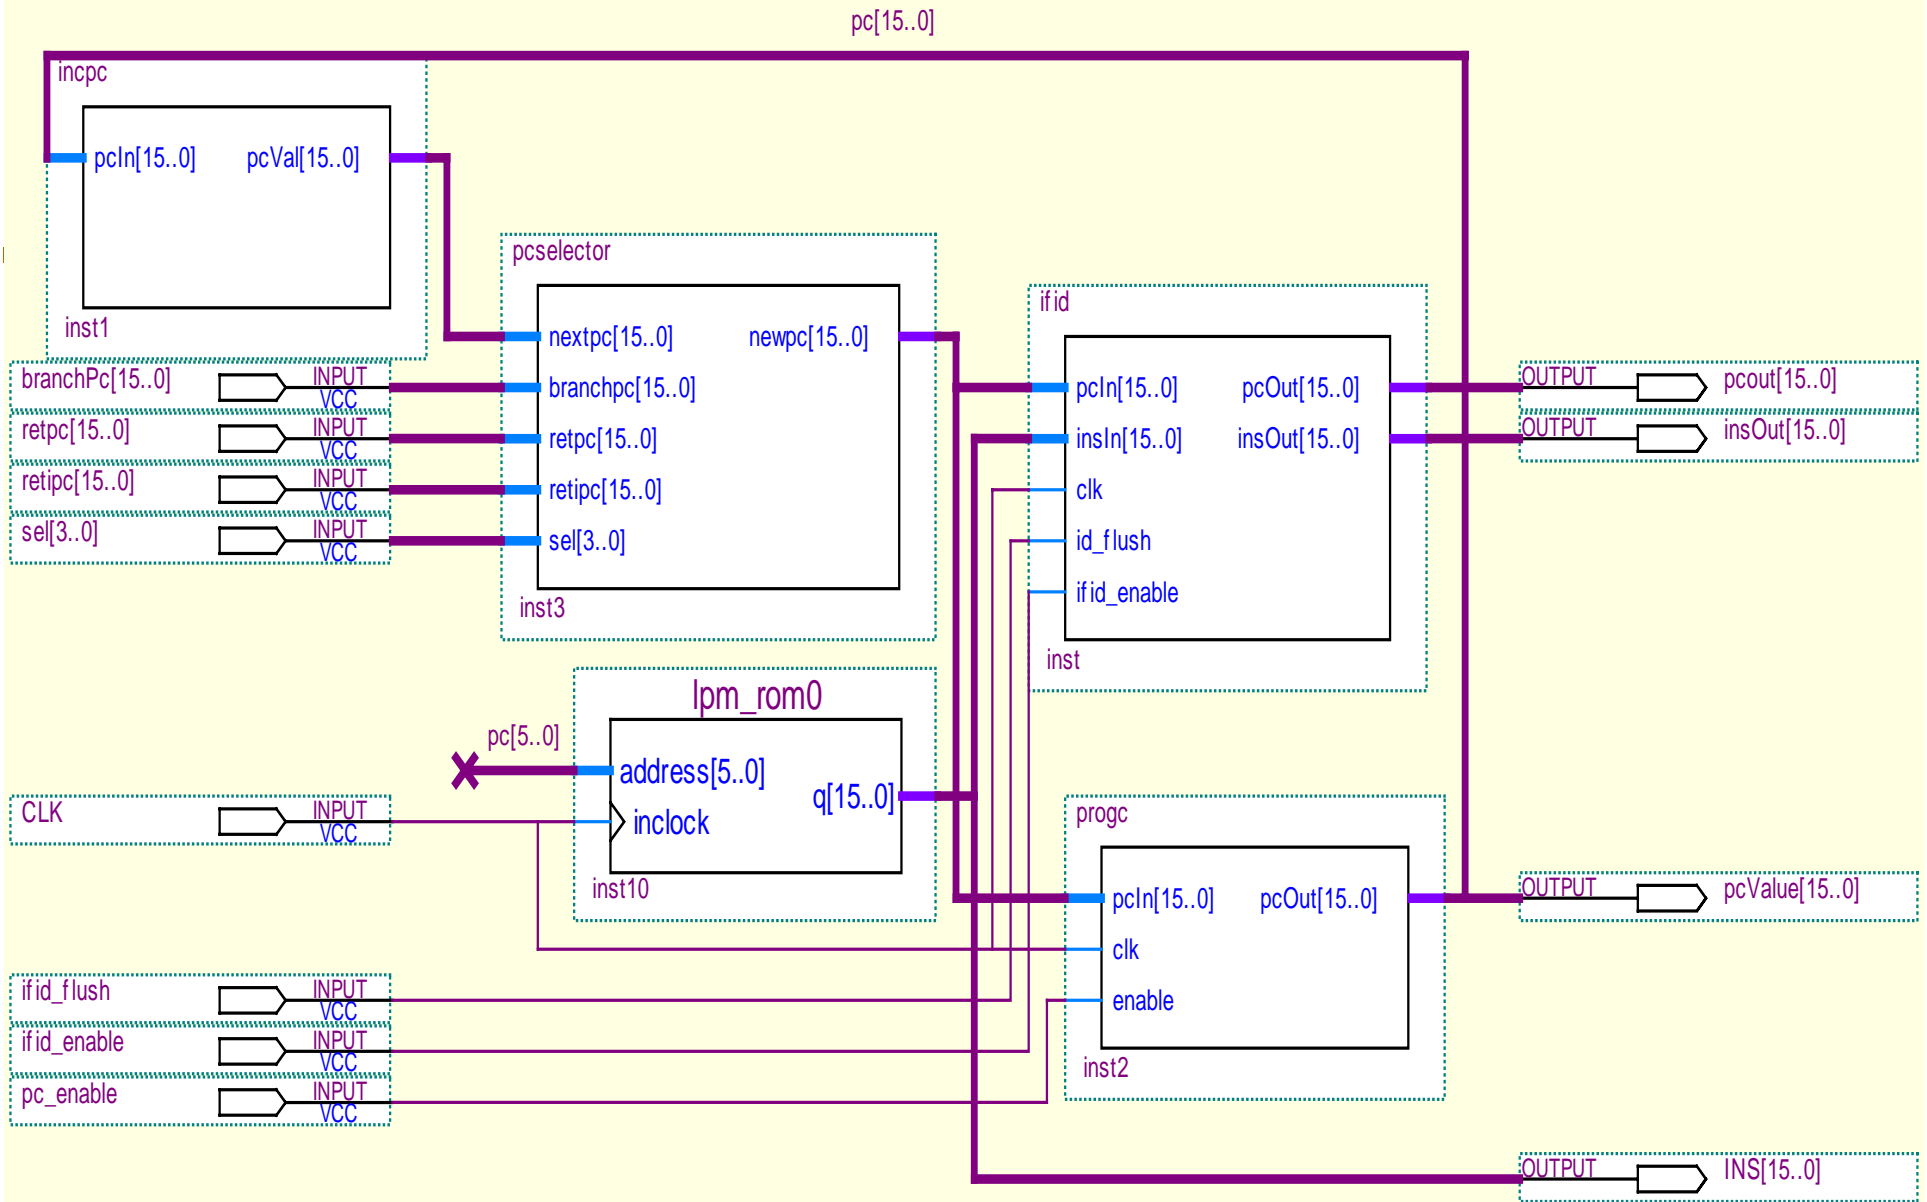 pc[15..0]
incpc
pcIn[15..0] pcVal[15..0]
inst1
pcselector
nextpc[15..0] newpc[15..0]
branchpc[15..0]
retpc[15..0]
retipc[15..0]
sel[3..0]
inst3
ifid
pcIn[15..0] pcOut[15..0]
insIn[15..0] insOut[15..0]
clk
id_flush
ifid_enable
inst
branchPc[15..0] INPUT
VCC
retpc[15..0] INPUT
VCC
retipc[15..0] INPUT
VCC
sel[3..0] INPUT
VCC
OUTPUT pcout[15..0]
OUTPUT insOut[15..0]
lpm_rom0
pc[5..0]
address[5..0]
q[15..0]
inclock
inst10
CLK INPUT
VCC
progc
pcIn[15..0] pcOut[15..0]
clk
enable
inst2
OUTPUT pcValue[15..0]
ifid_flush INPUT
VCC
ifid_enable INPUT
VCC
pc_enable INPUT
VCC
OUTPUT INS[15..0]